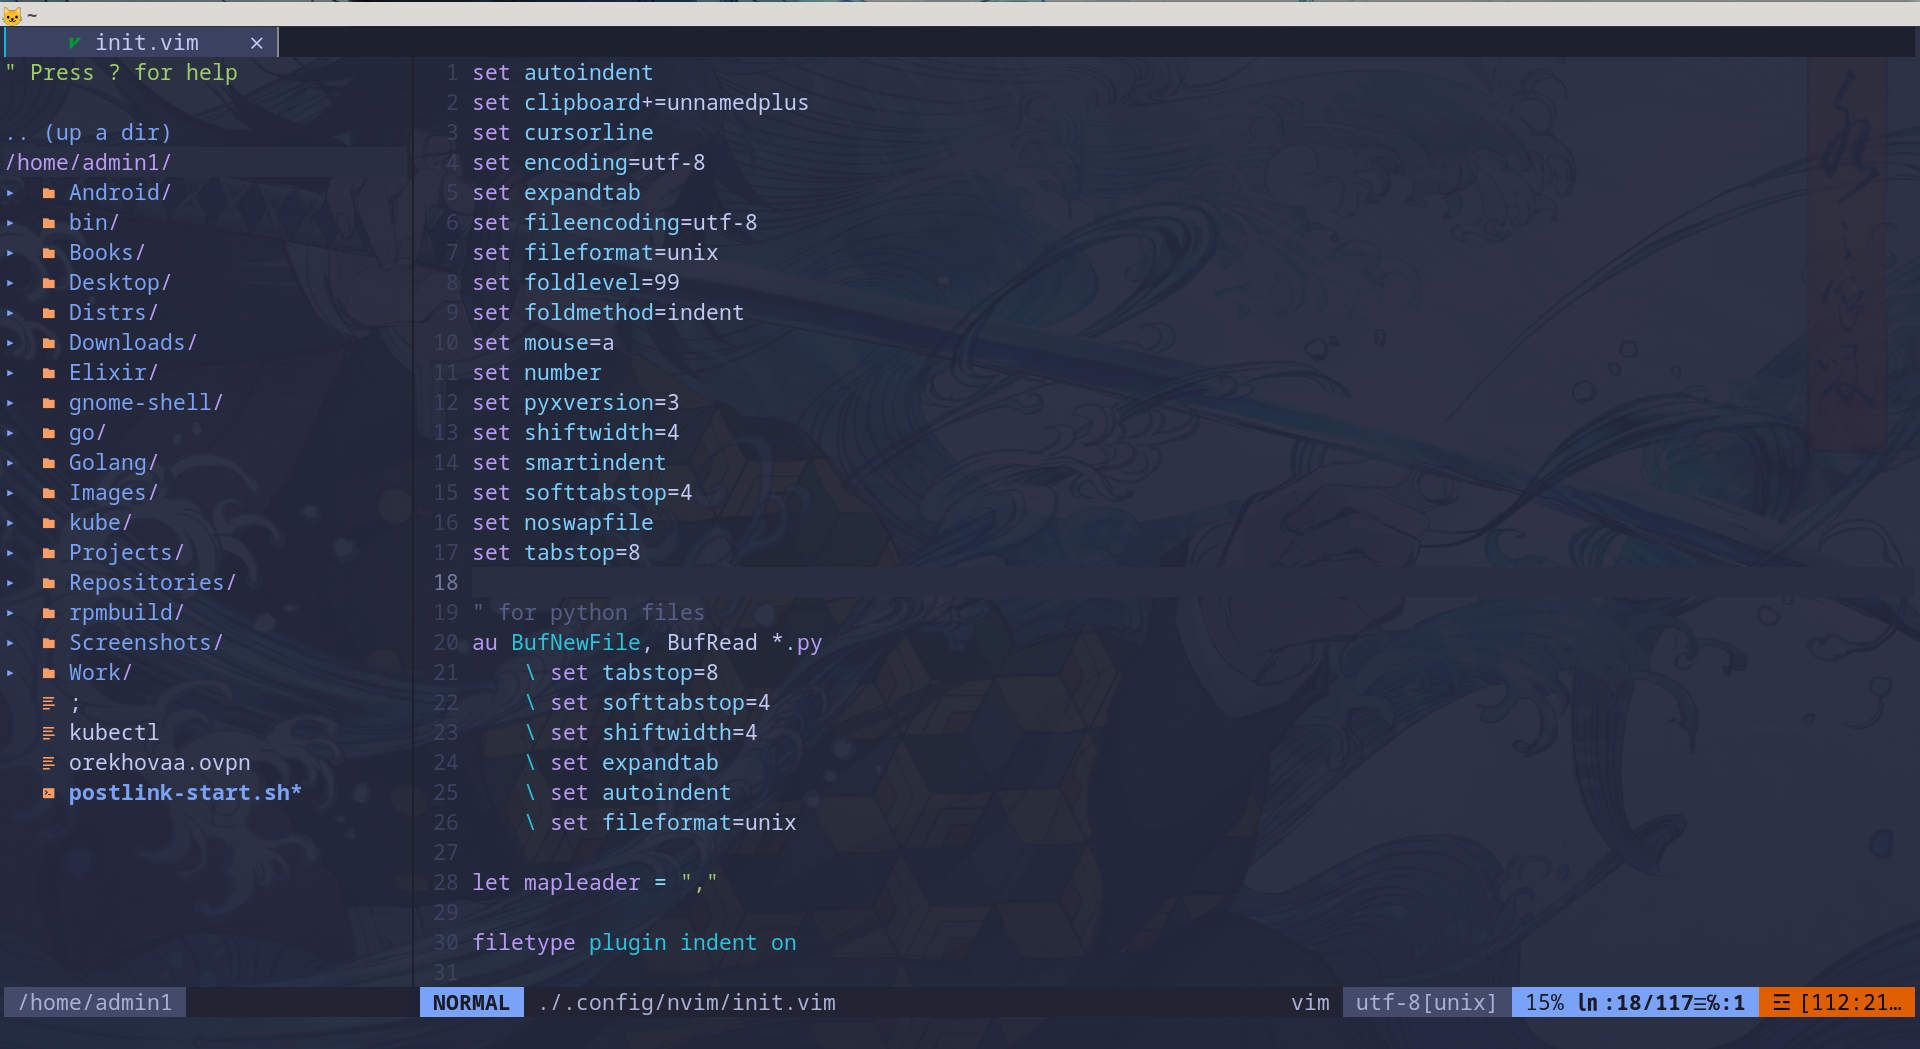 ~
init.vim ×
" Press ? for help
.. (up a dir)
/home/admin1/
▸ Android/
▸ bin/
▸ Books/
▸ Desktop/
▸ Distrs/
▸ Downloads/
▸ Elixir/
▸ gnome-shell/
▸ go/
▸ Golang/
▸ Images/
▸ kube/
▸ Projects/
▸ Repositories/
▸ rpmbuild/
▸ Screenshots/
▸ Work/
;
kubectl
orekhovaa.ovpn
postlink-start.sh*
1 set autoindent
2 set clipboard+=unnamedplus
3 set cursorline
4 set encoding=utf-8
5 set expandtab
6 set fileencoding=utf-8
7 set fileformat=unix
8 set foldlevel=99
9 set foldmethod=indent
10 set mouse=a
11 set number
12 set pyxversion=3
13 set shiftwidth=4
14 set smartindent
15 set softtabstop=4
16 set noswapfile
17 set tabstop=8
18
19 " for python files
20 au BufNewFile, BufRead *.py
21     \ set tabstop=8
22     \ set softtabstop=4
23     \ set shiftwidth=4
24     \ set expandtab
25     \ set autoindent
26     \ set fileformat=unix
27
28 let mapleader = ","
29
30 filetype plugin indent on
31
/home/admin1 NORMAL ./.config/nvim/init.vim vim utf-8[unix] 15% ln :18/117≡%:1 ☲ [112:21…